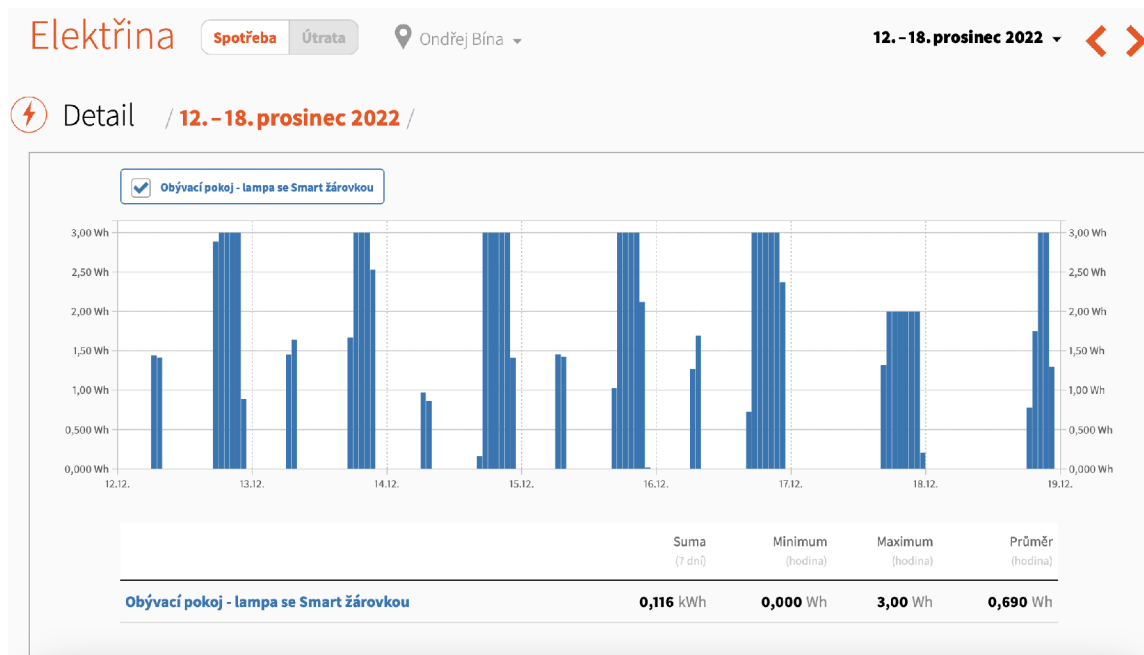 Elektřina Spotřeba Útrata Ondřej Bína 12. – 18. prosinec 2022
Detail / 12. – 18. prosinec 2022 /
Obývací pokoj - lampa se Smart žárovkou
3,00 Wh 3,00 Wh
2,50 Wh 2,50 Wh
2,00 Wh 2,00 Wh
1,50 Wh 1,50 Wh
1,00 Wh 1,00 Wh
0,500 Wh 0,500 Wh
0,000 Wh 0,000 Wh
12.12. 13.12. 14.12. 15.12. 16.12. 17.12. 18.12. 19.12.
Suma Minimum Maximum Průměr
(7 dní) (hodina) (hodina) (hodina)
Obývací pokoj - lampa se Smart žárovkou 0,116 kWh 0,000 Wh 3,00 Wh 0,690 Wh